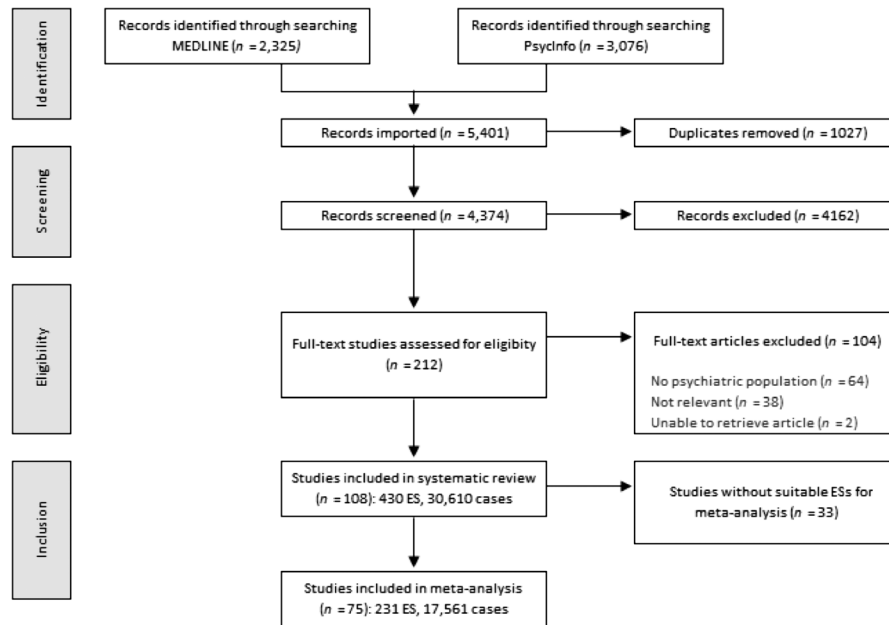 Identification
Records identified through searching
MEDLINE (n = 2,325)
Records identified through searching
PsycInfo (n = 3,076)
Records imported (n = 5,401)
Duplicates removed (n = 1027)
Screening
Records screened (n = 4,374)
Records excluded (n = 4162)
Eligibility
Full-text studies assessed for eligibity
(n = 212)
Full-text articles excluded (n = 104)
No psychiatric population (n = 64)
Not relevant (n = 38)
Unable to retrieve article (n = 2)
Inclusion
Studies included in systematic review
(n = 108): 430 ES, 30,610 cases
Studies without suitable ESs for
meta-analysis (n = 33)
Studies included in meta-analysis
(n = 75): 231 ES, 17,561 cases